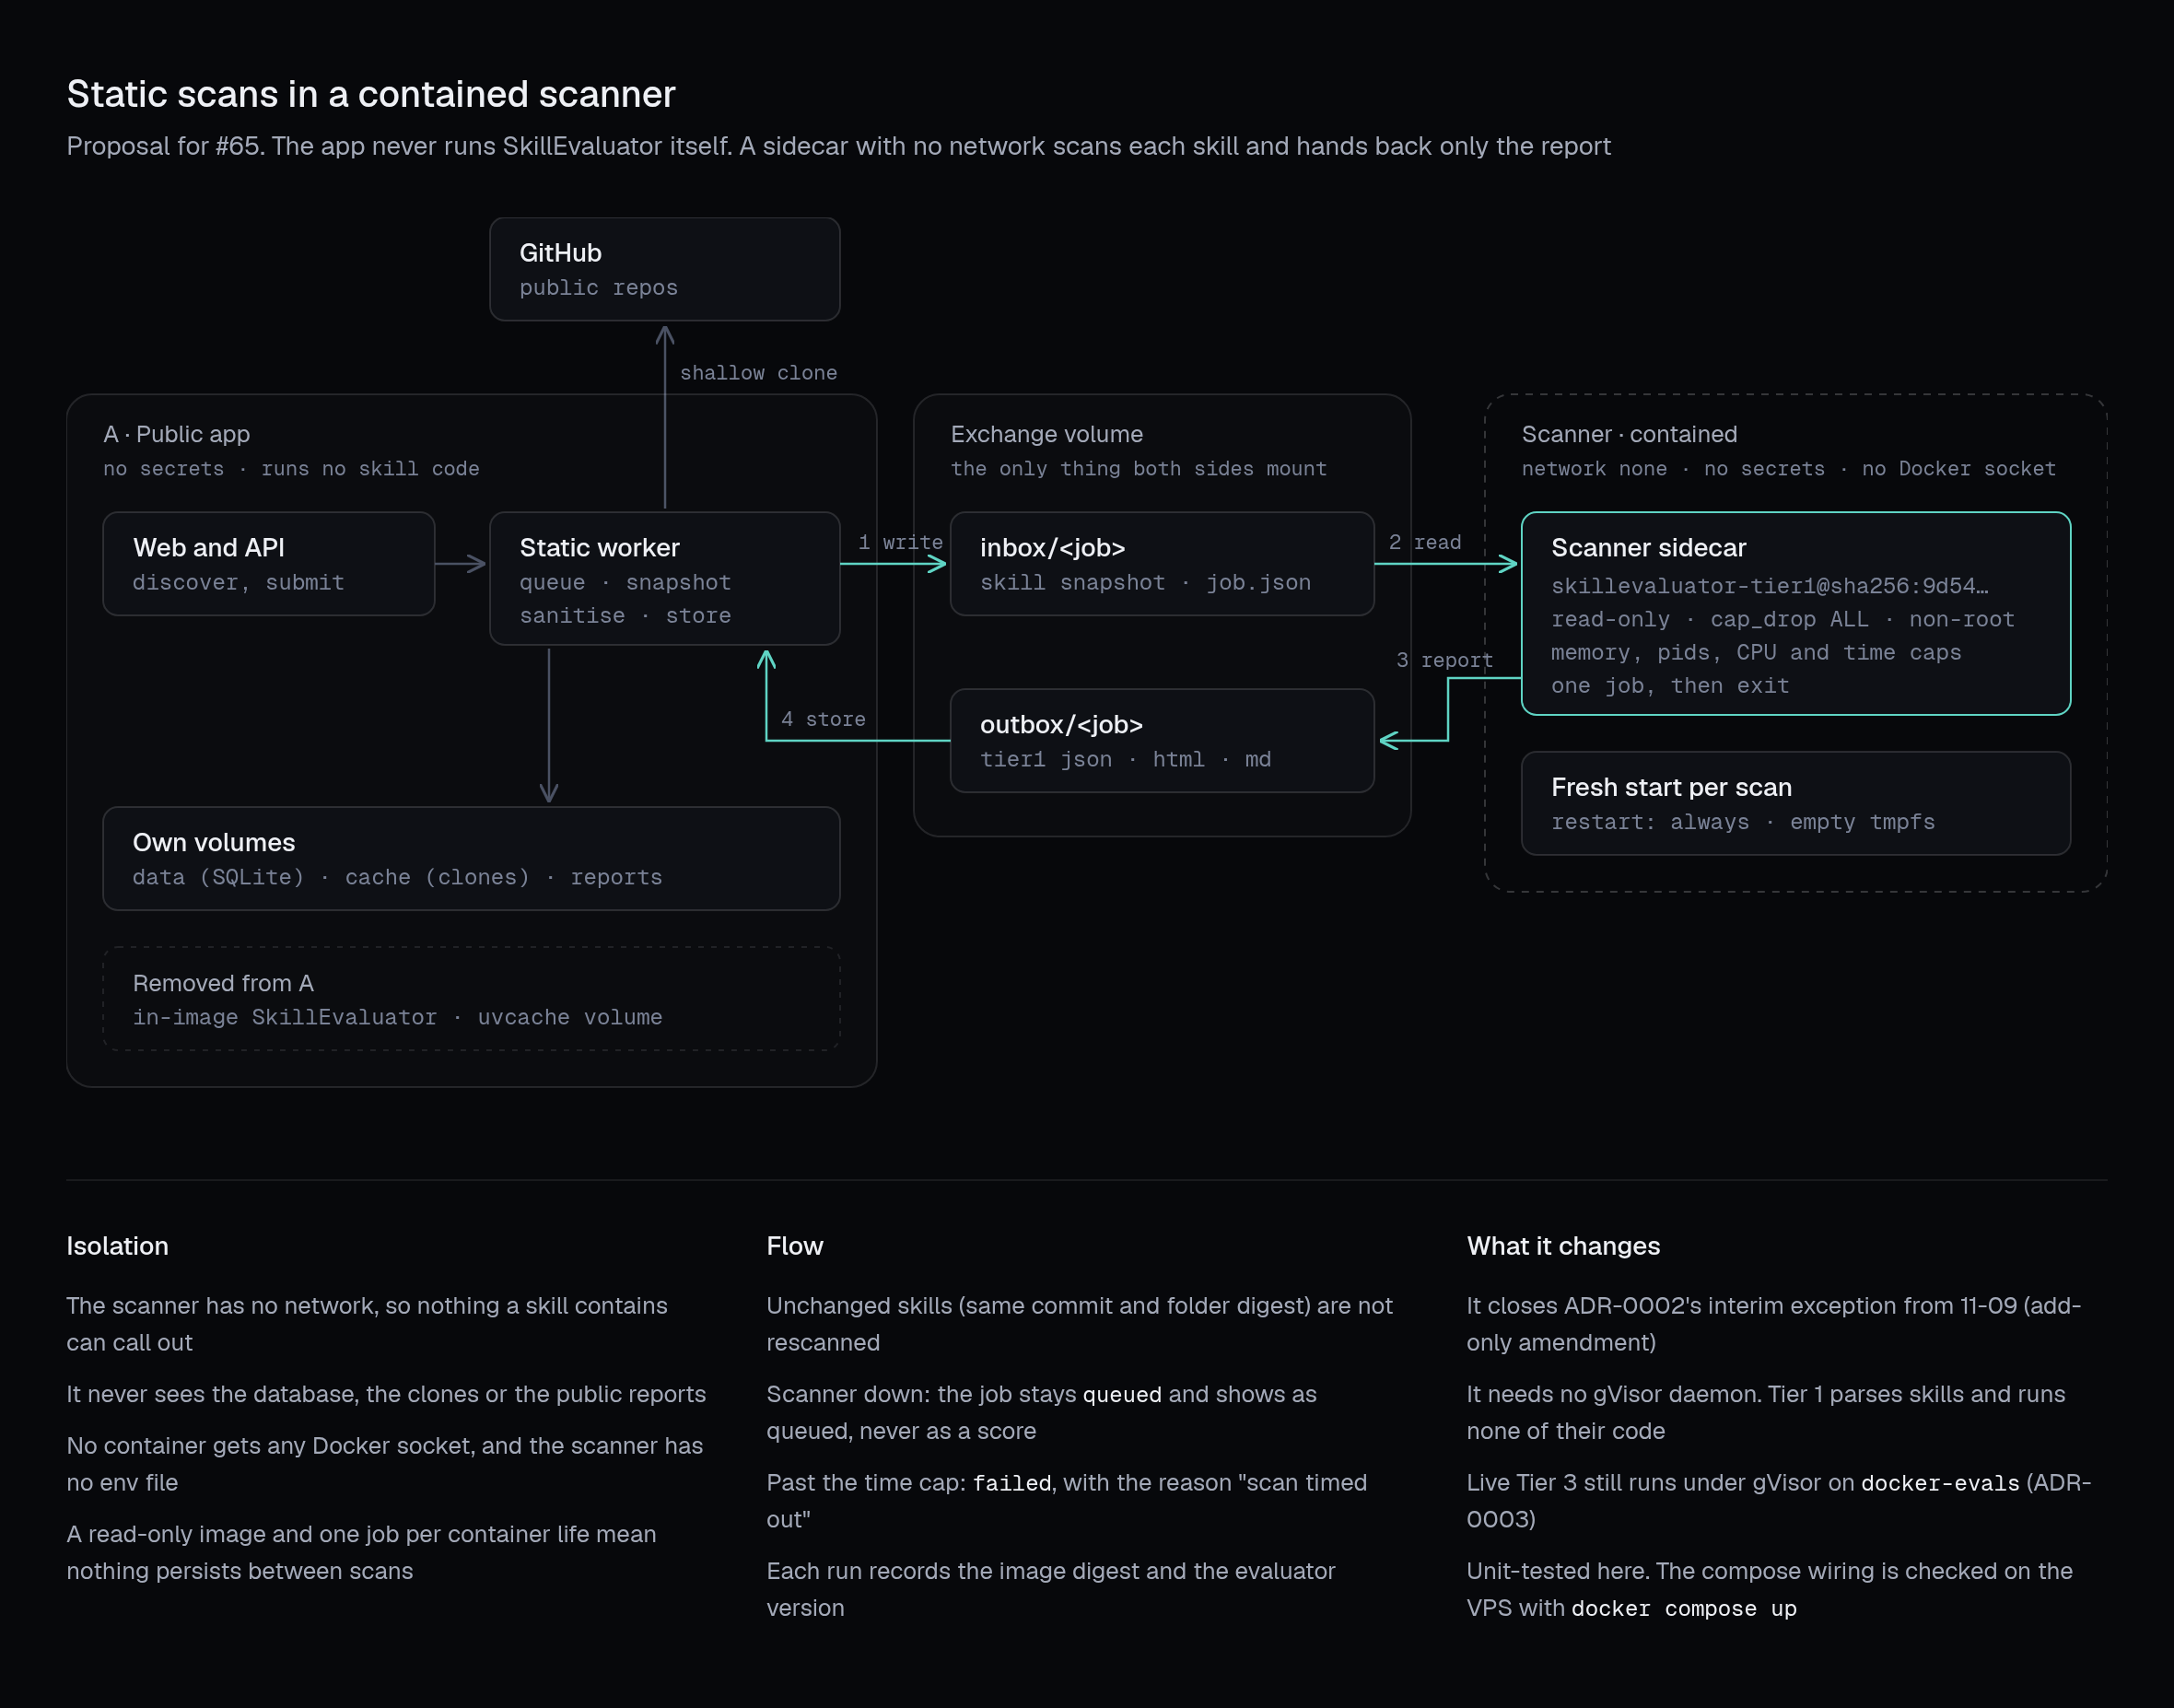 Static scans in a contained scanner
Proposal for #65. The app never runs SkillEvaluator itself. A sidecar with no network scans each skill and hands back only the report
GitHub
public repos
shallow clone
A · Public app
no secrets · runs no skill code
Web and API
discover, submit
Static worker
queue · snapshot
sanitise · store
1 write
4 store
Own volumes
data (SQLite) · cache (clones) · reports
Removed from A
in-image SkillEvaluator · uvcache volume
Exchange volume
the only thing both sides mount
inbox/<job>
skill snapshot · job.json
outbox/<job>
tier1 json · html · md
2 read
3 report
Scanner · contained
network none · no secrets · no Docker socket
Scanner sidecar
skillevaluator-tier1@sha256:9d54…
read-only · cap_drop ALL · non-root
memory, pids, CPU and time caps
one job, then exit
Fresh start per scan
restart: always · empty tmpfs
Isolation
The scanner has no network, so nothing a skill contains
can call out
It never sees the database, the clones or the public reports
No container gets any Docker socket, and the scanner has
no env file
A read-only image and one job per container life mean
nothing persists between scans
Flow
Unchanged skills (same commit and folder digest) are not
rescanned
Scanner down: the job stays queued and shows as
queued, never as a score
Past the time cap: failed, with the reason "scan timed
out"
Each run records the image digest and the evaluator
version
What it changes
It closes ADR-0002's interim exception from 11-09 (add-
only amendment)
It needs no gVisor daemon. Tier 1 parses skills and runs
none of their code
Live Tier 3 still runs under gVisor on docker-evals (ADR-
0003)
Unit-tested here. The compose wiring is checked on the
VPS with docker compose up